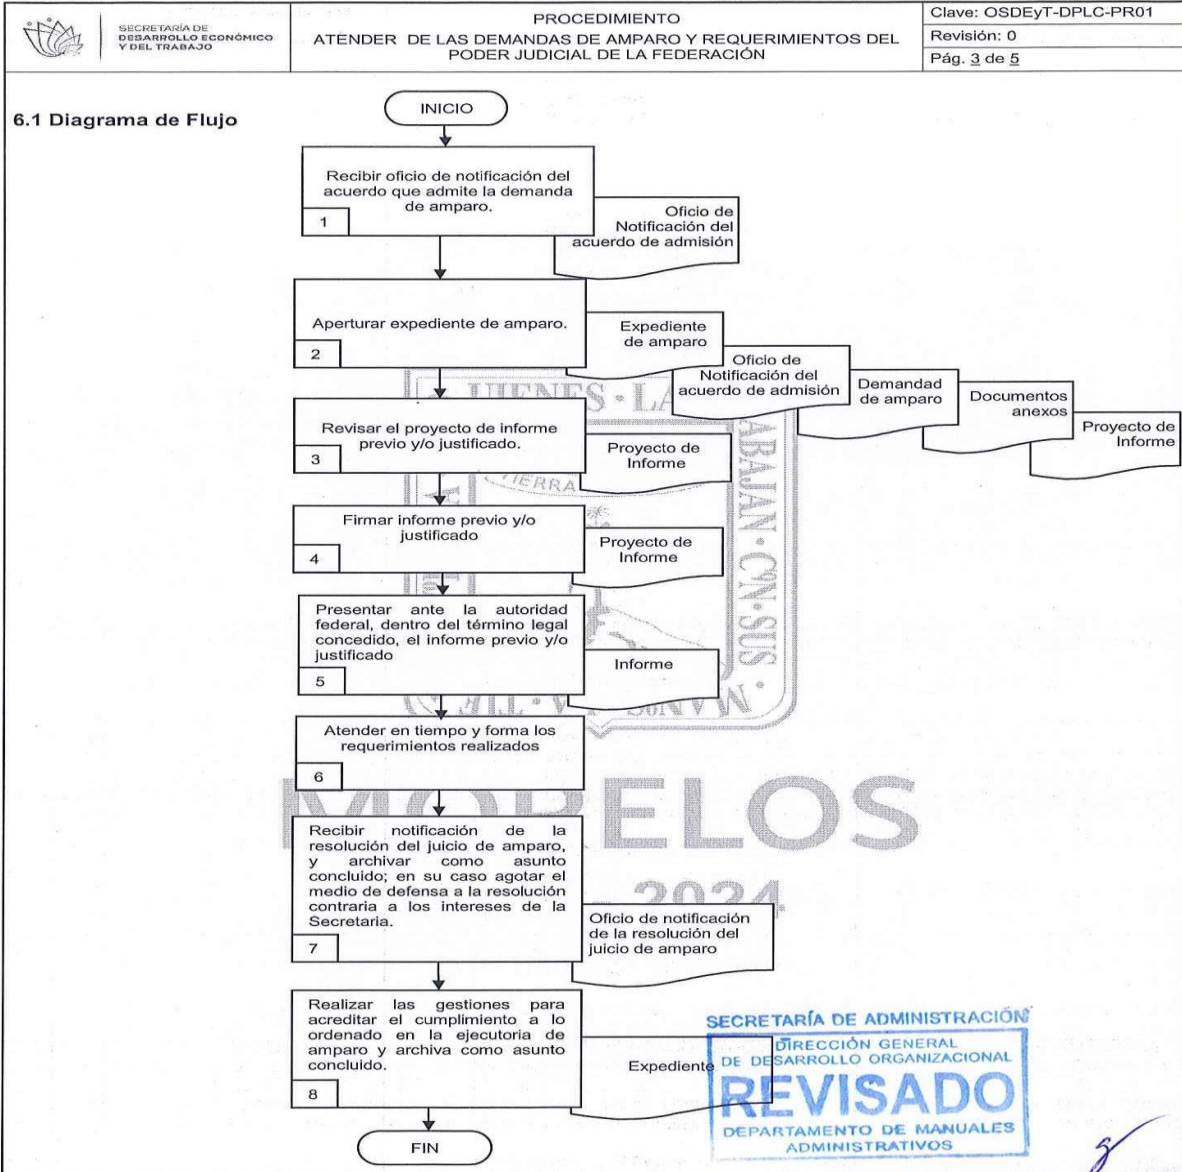 SECRETARÍA DE
DESARROLLO ECONÓMICO
Y DEL TRABAJO
PROCEDIMIENTO
ATENDER DE LAS DEMANDAS DE AMPARO Y REQUERIMIENTOS DEL
PODER JUDICIAL DE LA FEDERACIÓN
Clave: OSDEyT-DPLC-PR01
Revisión: 0
Pág. 3 de 5
6.1 Diagrama de Flujo
INICIO
Recibir oficio de notificación del
acuerdo que admite la demanda
de amparo.
1
Oficio de
Notificación del
acuerdo de admisión
Aperturar expediente de amparo.
2
Expediente
de amparo
Oficio de
Notificación del
acuerdo de admisión
Demandad
de amparo
Documentos
anexos
Proyecto de
Informe
Revisar el proyecto de informe
previo y/o justificado.
3
Proyecto de
Informe
Firmar informe previo y/o
justificado
4
Proyecto de
Informe
Presentar ante la autoridad
federal, dentro del término legal
concedido, el informe previo y/o
justificado
5
Informe
Atender en tiempo y forma los
requerimientos realizados
6
Recibir notificación de la
resolución del juicio de amparo,
y archivar como asunto
concluido; en su caso agotar el
medio de defensa a la resolución
contraria a los intereses de la
Secretaria.
7
Oficio de notificación
de la resolución del
juicio de amparo
Realizar las gestiones para
acreditar el cumplimiento a lo
ordenado en la ejecutoria de
amparo y archiva como asunto
concluido.
8
Expediente
FIN
MORELOS
2024
SECRETARÍA DE ADMINISTRACIÓN
DIRECCIÓN GENERAL
DE DESARROLLO ORGANIZACIONAL
REVISADO
DEPARTAMENTO DE MANUALES
ADMINISTRATIVOS